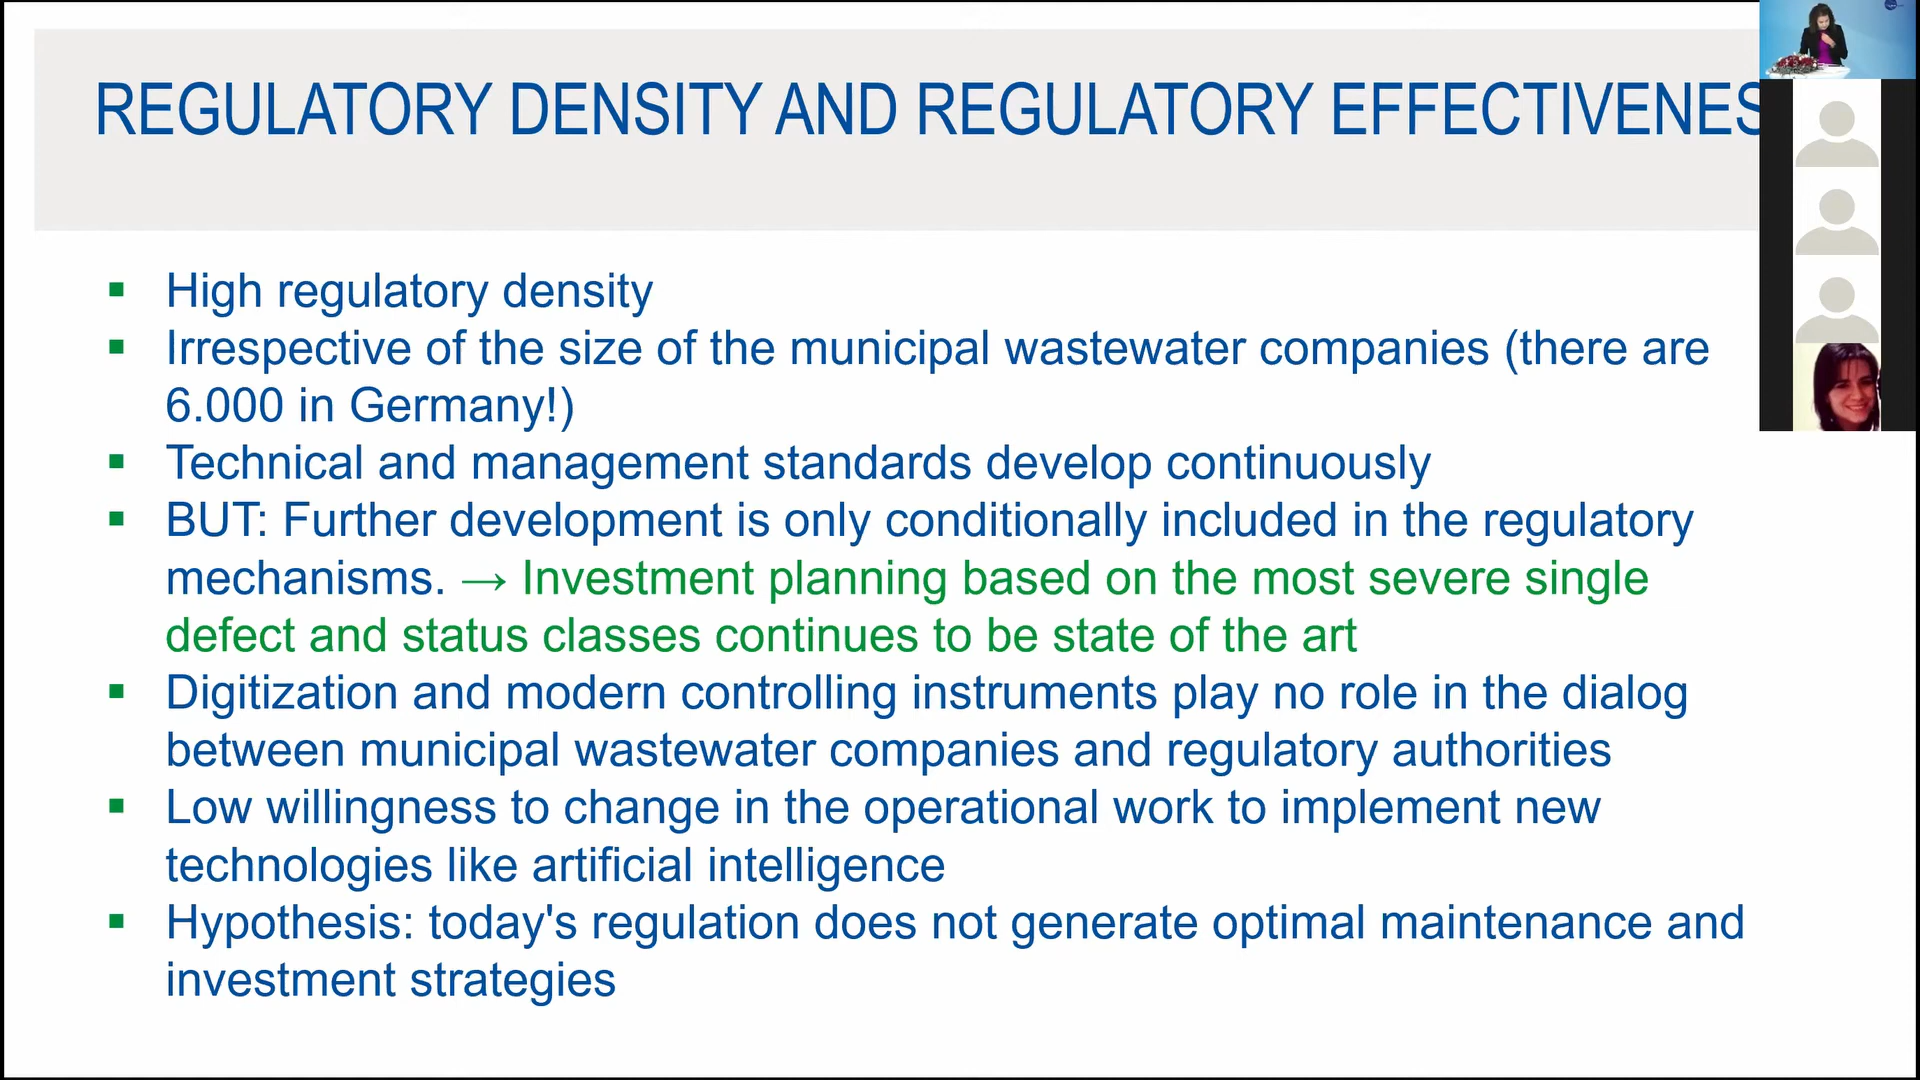 REGULATORY DENSITY AND REGULATORY EFFECTIVENES
▪ High regulatory density
▪ Irrespective of the size of the municipal wastewater companies (there are
6.000 in Germany!)
▪ Technical and management standards develop continuously
▪ BUT: Further development is only conditionally included in the regulatory
mechanisms. → Investment planning based on the most severe single
defect and status classes continues to be state of the art
▪ Digitization and modern controlling instruments play no role in the dialog
between municipal wastewater companies and regulatory authorities
▪ Low willingness to change in the operational work to implement new
technologies like artificial intelligence
▪ Hypothesis: today's regulation does not generate optimal maintenance and
investment strategies